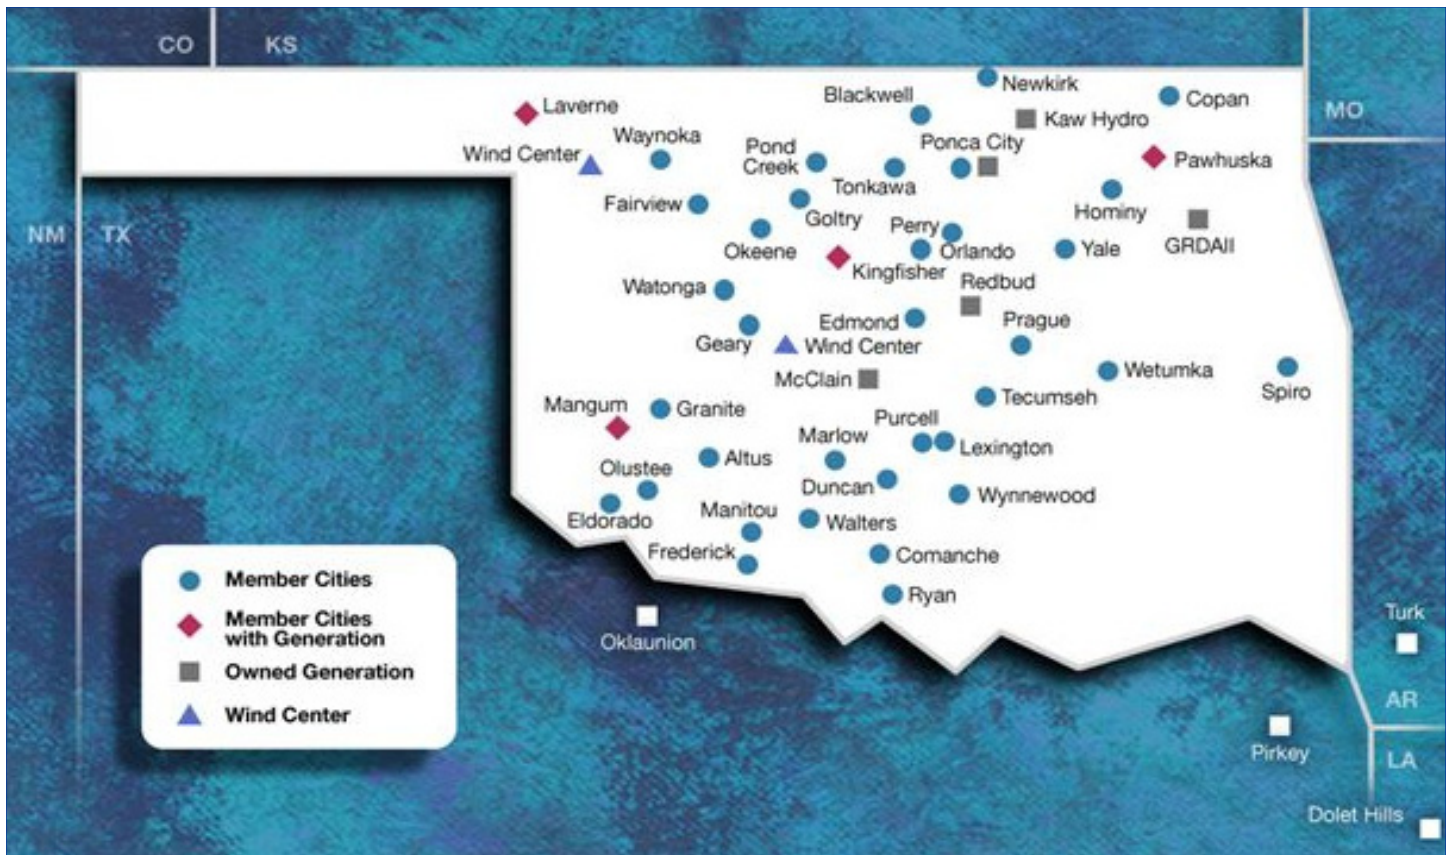 CO
KS
MO
NM
TX
Laverne
Wind Center
Waynoka
Fairview
Blackwell
Newkirk
Copan
Kaw Hydro
Pond
Creek
Ponca City
Tonkawa
Pawhuska
Hominy
GRDAII
Goltry
Okeene
Perry
Orlando
Yale
Kingfisher
Redbud
Watonga
Geary
Edmond
Wind Center
Prague
McClain
Wetumka
Spiro
Tecumseh
Mangum
Granite
Purcell
Lexington
Marlow
Altus
Olustee
Duncan
Wynnewood
Eldorado
Manitou
Walters
Frederick
Comanche
Ryan
Member Cities
Member Cities
with Generation
Owned Generation
Wind Center
Oklaunion
Turk
AR
Pirkey
LA
Dolet Hills